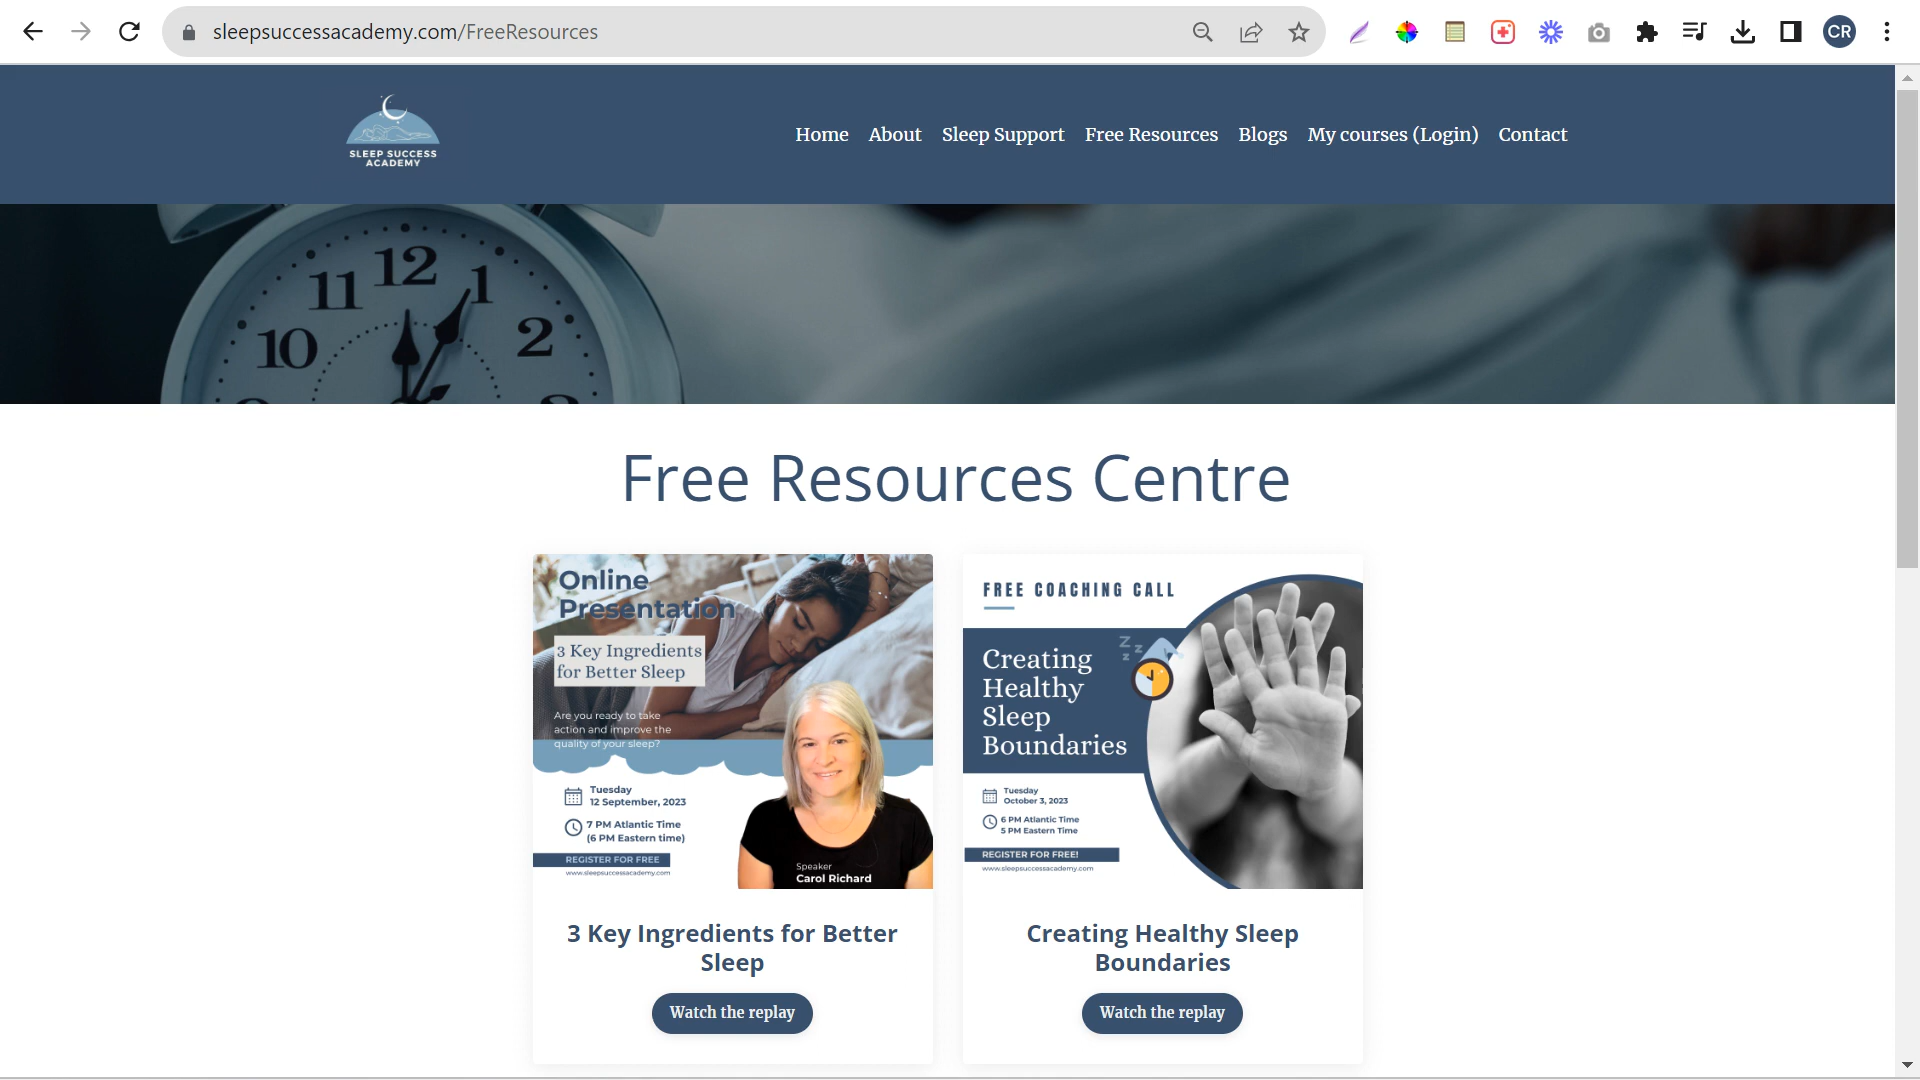 sleepsuccessacademy.com/FreeResources
CR
SLEEP SUCCESS
ACADEMY
Home About Sleep Support Free Resources Blogs My courses (Login) Contact
12
11 1
10 2
Free Resources Centre
Online
Presentation
3 Key Ingredients
for Better Sleep
Are you ready to take
action and improve the
quality of your sleep?
Tuesday
12 September, 2023
7 PM Atlantic Time
(6 PM Eastern time)
REGISTER FOR FREE
www.sleepsuccessacademy.com
Speaker
Carol Richard
3 Key Ingredients for Better
Sleep
Watch the replay
FREE COACHING CALL
Z z z
Creating
Healthy
Sleep
Boundaries
Tuesday
October 3, 2023
6 PM Atlantic Time
5 PM Eastern Time
REGISTER FOR FREE!
www.sleepsuccessacademy.com
Creating Healthy Sleep
Boundaries
Watch the replay